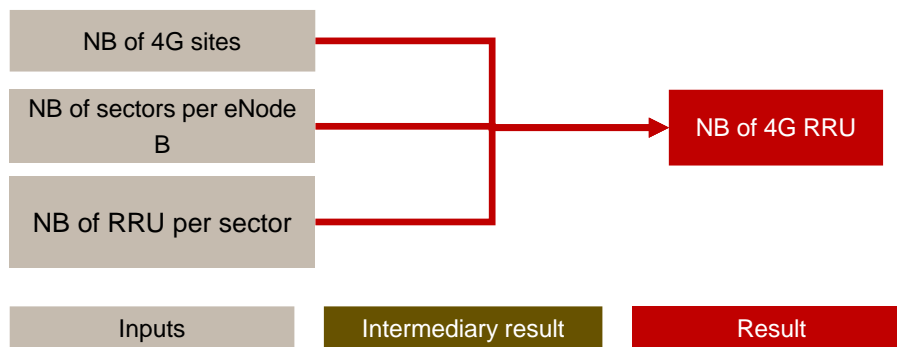 NB of 4G sites
NB of sectors per eNode
B
NB of 4G RRU
NB of RRU per sector
Inputs
Intermediary result
Result